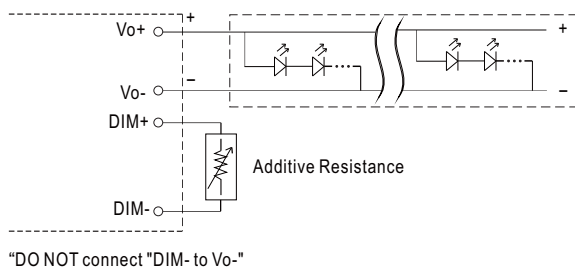 Vo+ + +
Vo- − −
DIM+
Additive Resistance
DIM-
“DO NOT connect "DIM- to Vo-"